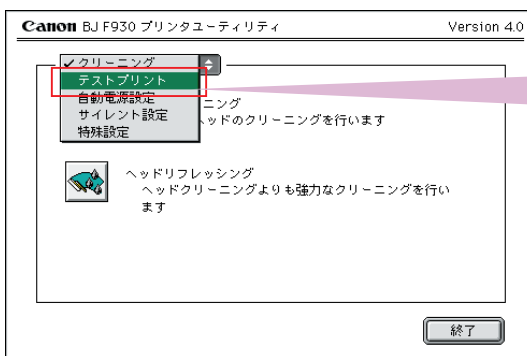 Canon BJ F930 プリンタユーティリティ Version 4.0
✓クリーニング
テストプリント
自動電源設定
サイレント設定
特殊設定
ニング
ヘッドのクリーニングを行います
ヘッドリフレッシング
ヘッドクリーニングよりも強力なクリーニングを行い
ます
終了